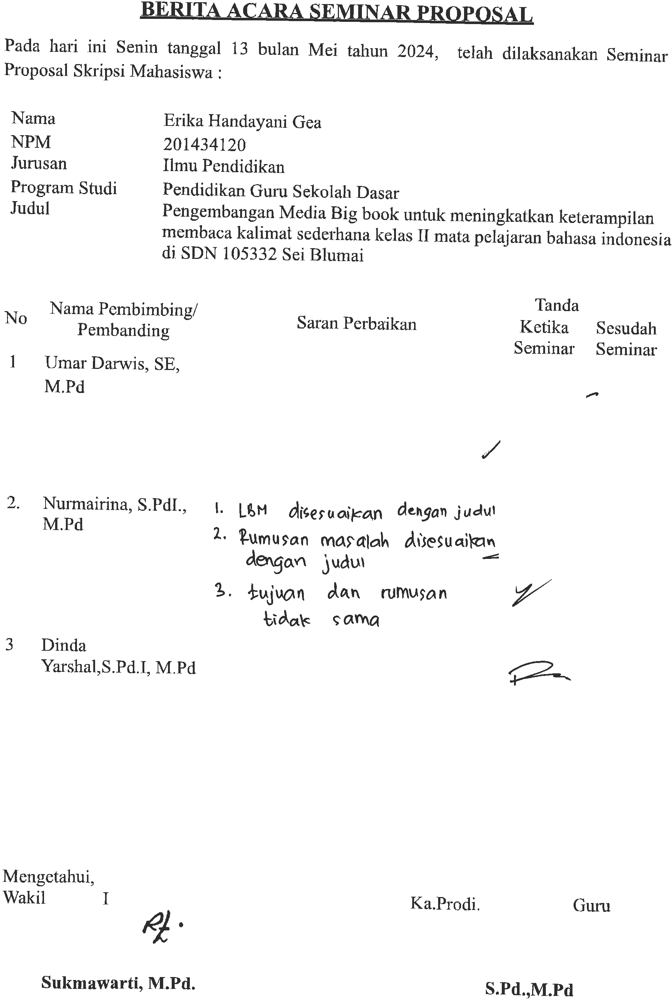 BERITA ACARA SEMINAR PROPOSAL
Pada hari ini Senin tanggal 13 bulan Mei tahun 2024, telah dilaksanakan Seminar
Proposal Skripsi Mahasiswa :
Nama Erika Handayani Gea
NPM 201434120
Jurusan Ilmu Pendidikan
Program Studi Pendidikan Guru Sekolah Dasar
Judul Pengembangan Media Big book untuk meningkatkan keterampilan
membaca kalimat sederhana kelas II mata pelajaran bahasa indonesia
di SDN 105332 Sei Blumai
No Nama Pembimbing/ Pembanding Saran Perbaikan Tanda
Ketika Seminar Sesudah Seminar
1 Umar Darwis, SE,
M.Pd
2. Nurmairina, S.PdI., 1. LBM disesuaikan dengan judul
M.Pd
2. Rumusan masalah disesuaikan
dengan judul
3. tujuan dan rumusan
tidak sama
3 Dinda
Yarshal,S.Pd.I, M.Pd
Mengetahui,
Wakil I Ka.Prodi. Guru
Sukmawarti, M.Pd. S.Pd.,M.Pd